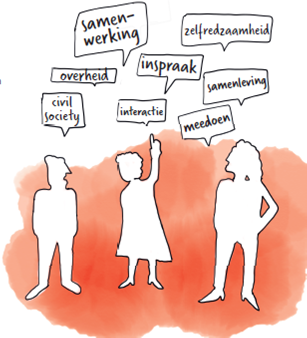 samen-
werking
zelfredzaamheid
overheid
inspraak
samenleving
civil
society
interactie
meedoen